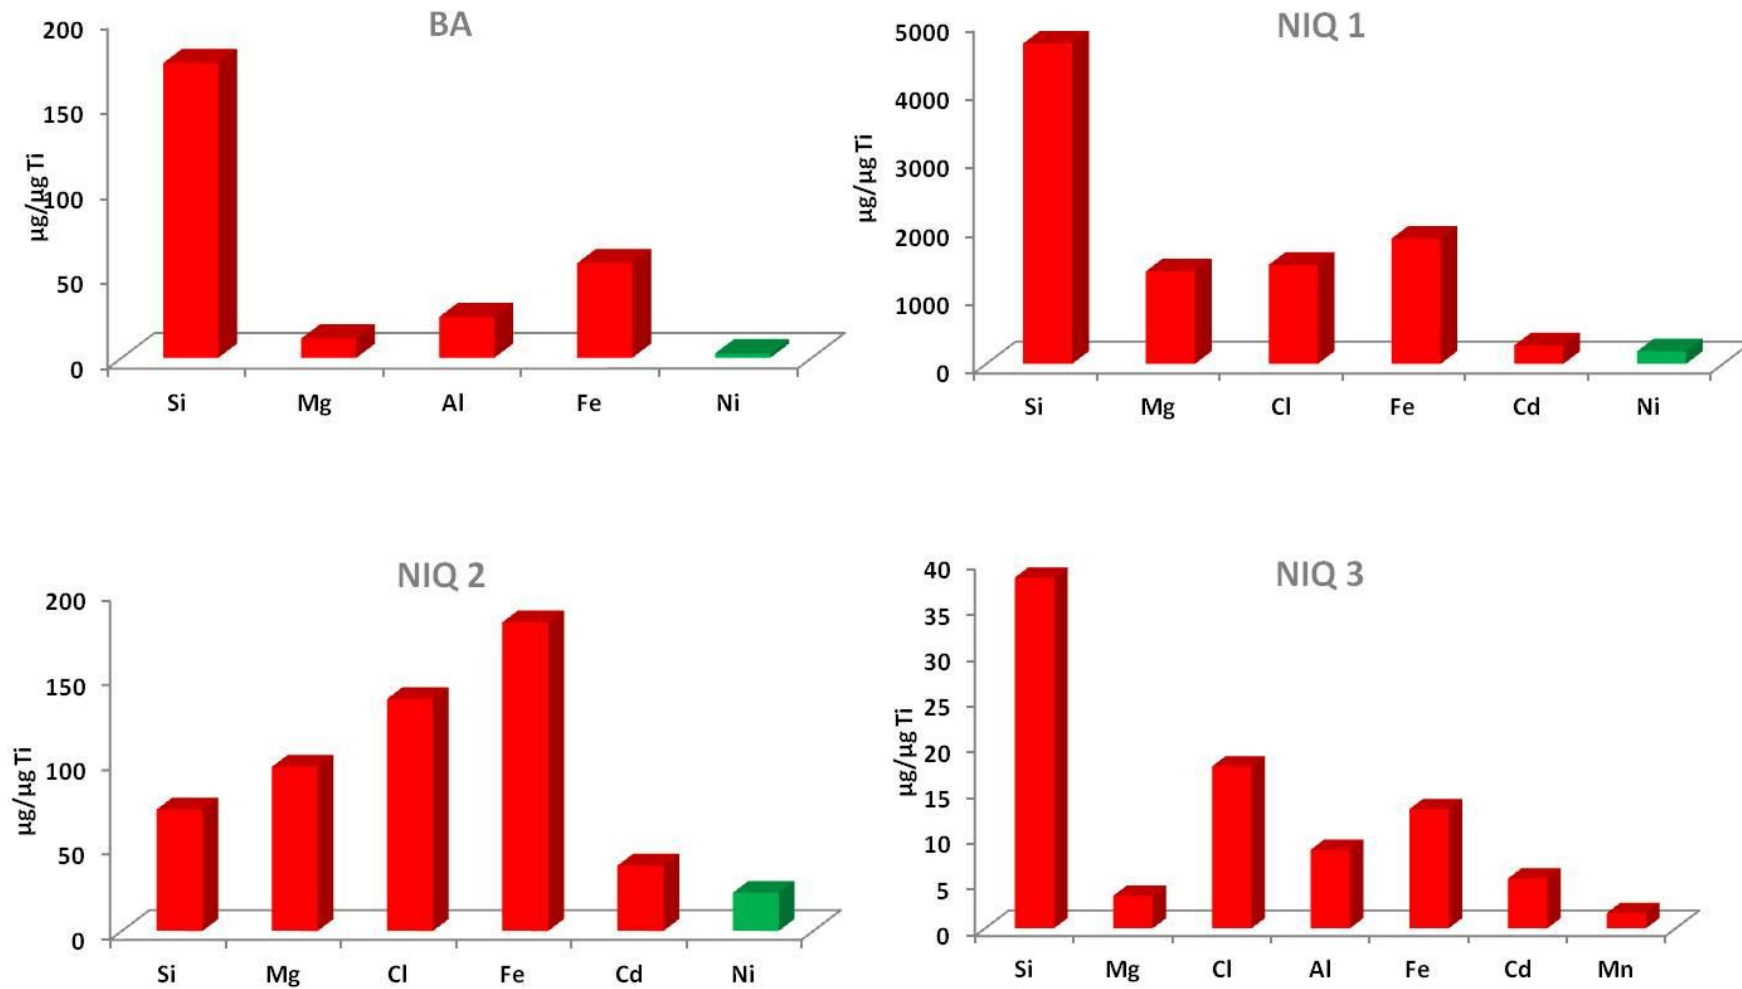 BA
200
150
100
50
0
µg/µg Ti
Si Mg Al Fe Ni
NIQ 1
5000
4000
3000
2000
1000
0
µg/µg Ti
Si Mg Cl Fe Cd Ni
NIQ 2
200
150
100
50
0
µg/µg Ti
Si Mg Cl Fe Cd Ni
NIQ 3
40
35
30
25
20
15
10
5
0
µg/µg Ti
Si Mg Cl Al Fe Cd Mn